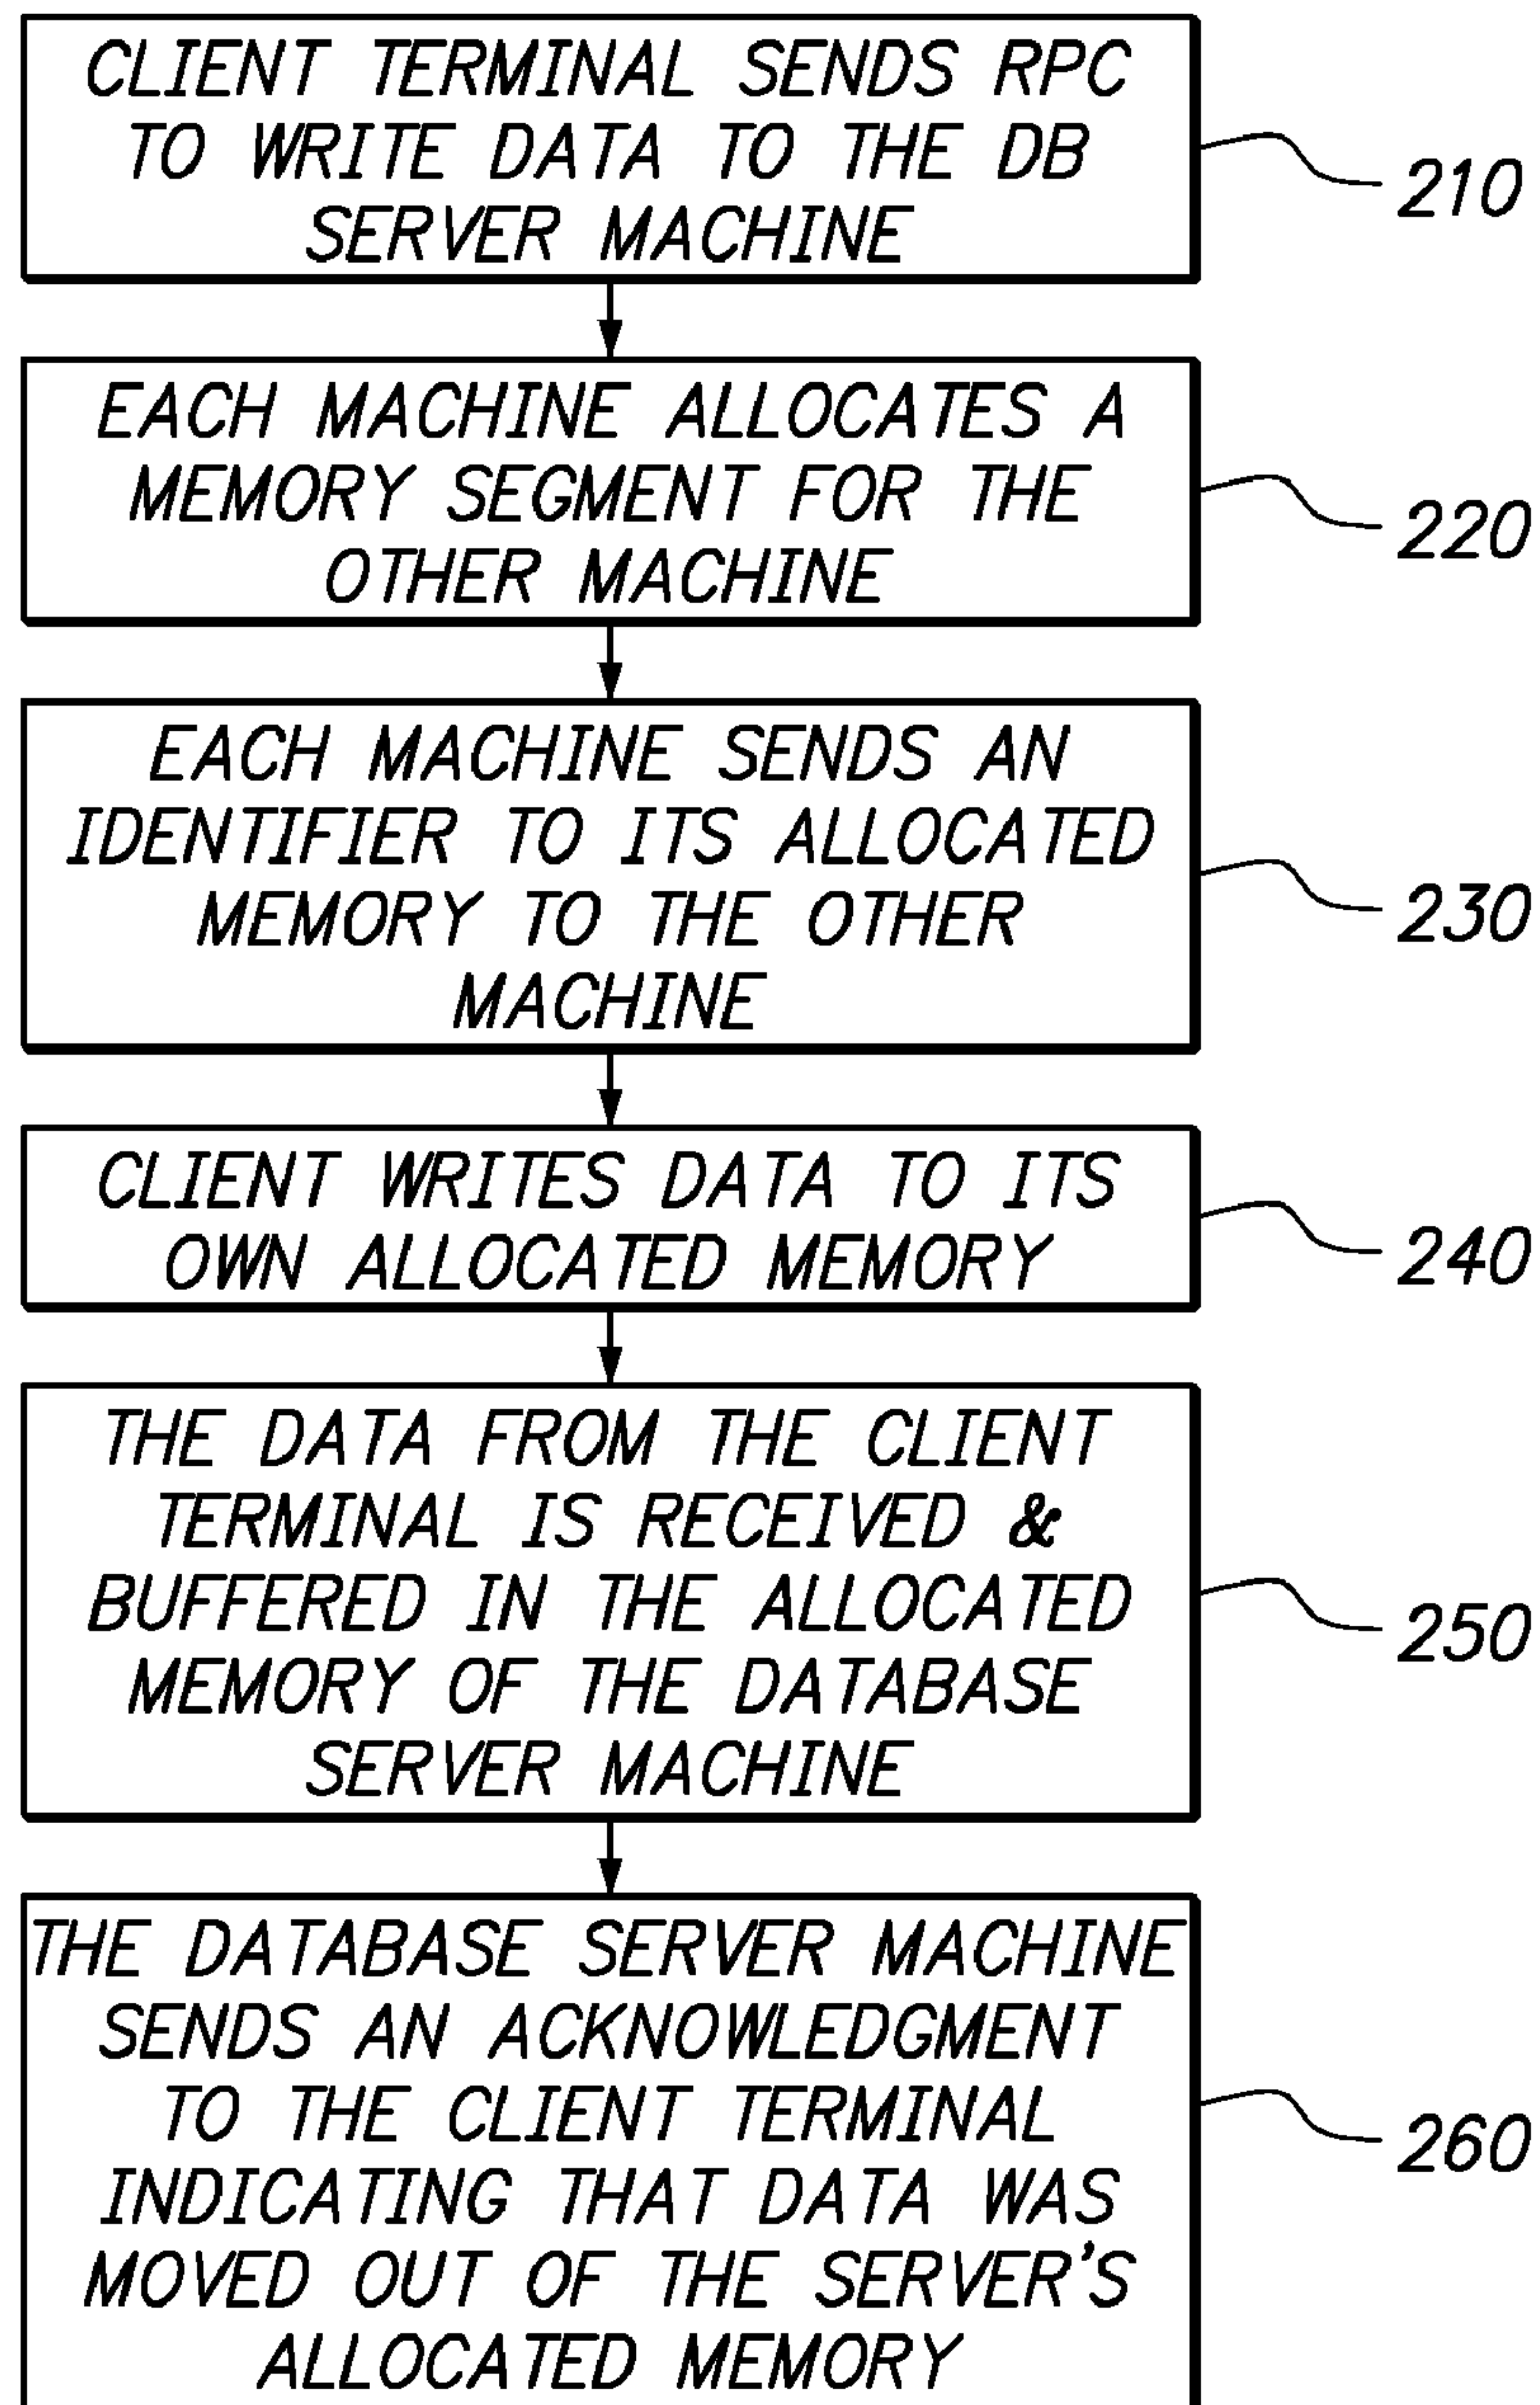 CLIENT TERMINAL SENDS RPC
TO WRITE DATA TO THE DB
SERVER MACHINE
210
EACH MACHINE ALLOCATES A
MEMORY SEGMENT FOR THE
OTHER MACHINE
220
EACH MACHINE SENDS AN
IDENTIFIER TO ITS ALLOCATED
MEMORY TO THE OTHER
MACHINE
230
CLIENT WRITES DATA TO ITS
OWN ALLOCATED MEMORY
240
THE DATA FROM THE CLIENT
TERMINAL IS RECEIVED &
BUFFERED IN THE ALLOCATED
MEMORY OF THE DATABASE
SERVER MACHINE
250
THE DATABASE SERVER MACHINE
SENDS AN ACKNOWLEDGMENT
TO THE CLIENT TERMINAL
INDICATING THAT DATA WAS
MOVED OUT OF THE SERVER'S
ALLOCATED MEMORY
260